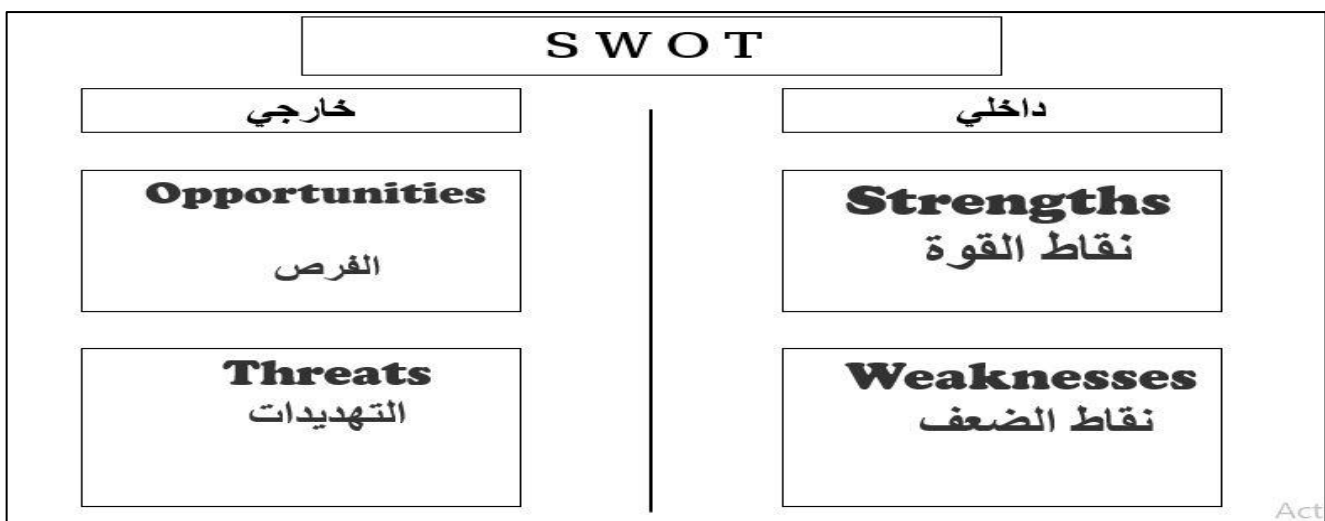 S W O T
داخلي
خارجي
Strengths
نقاط القوة
Opportunities
الفرص
Weaknesses
نقاط الضعف
Threats
التهديدات
Act